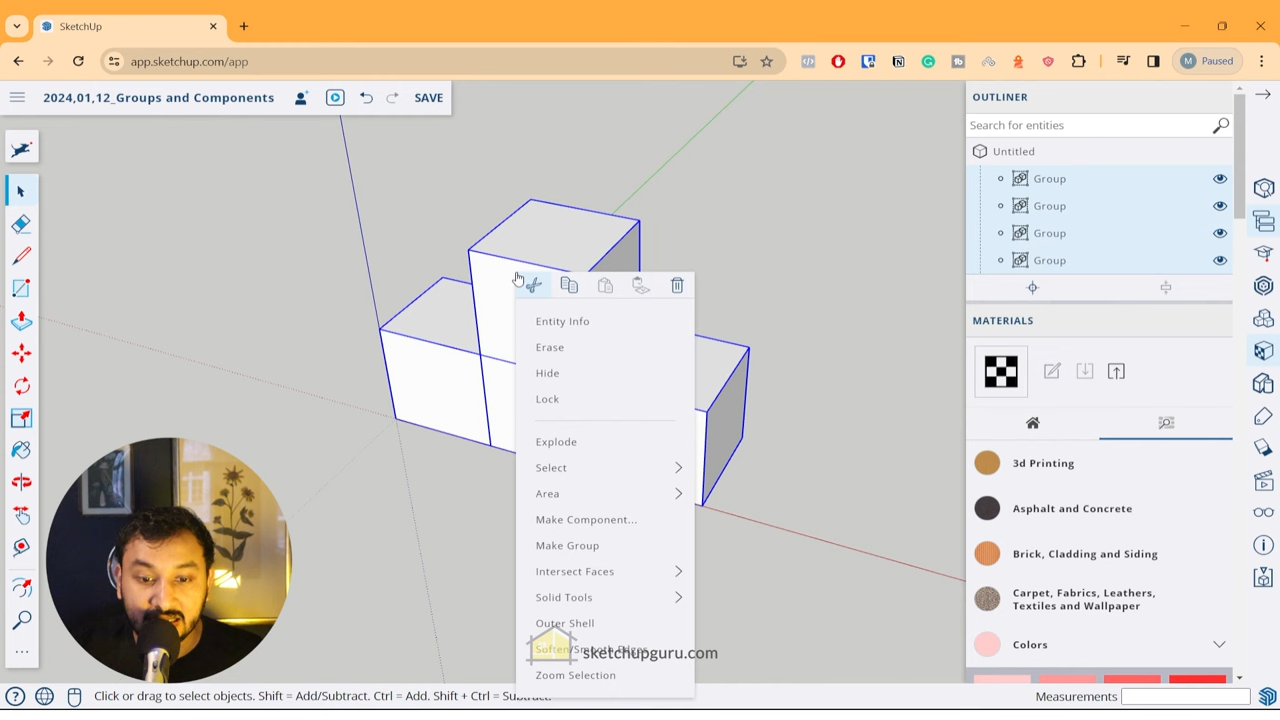 SketchUp
app.sketchup.com/app
M Paused
2024,01,12_Groups and Components
SAVE
OUTLINER
Search for entities
Untitled
Group
Group
Group
Group
MATERIALS
3d Printing
Asphalt and Concrete
Brick, Cladding and Siding
Carpet, Fabrics, Leathers,
Textiles and Wallpaper
Colors
Entity Info
Erase
Hide
Lock
Explode
Select
Area
Make Component...
Make Group
Intersect Faces
Solid Tools
Outer Shell
Soften/Smooth Edges
sketchupguru.com
Zoom Selection
Click or drag to select objects. Shift = Add/Subtract. Ctrl = Add. Shift + Ctrl = Subtract.
Measurements